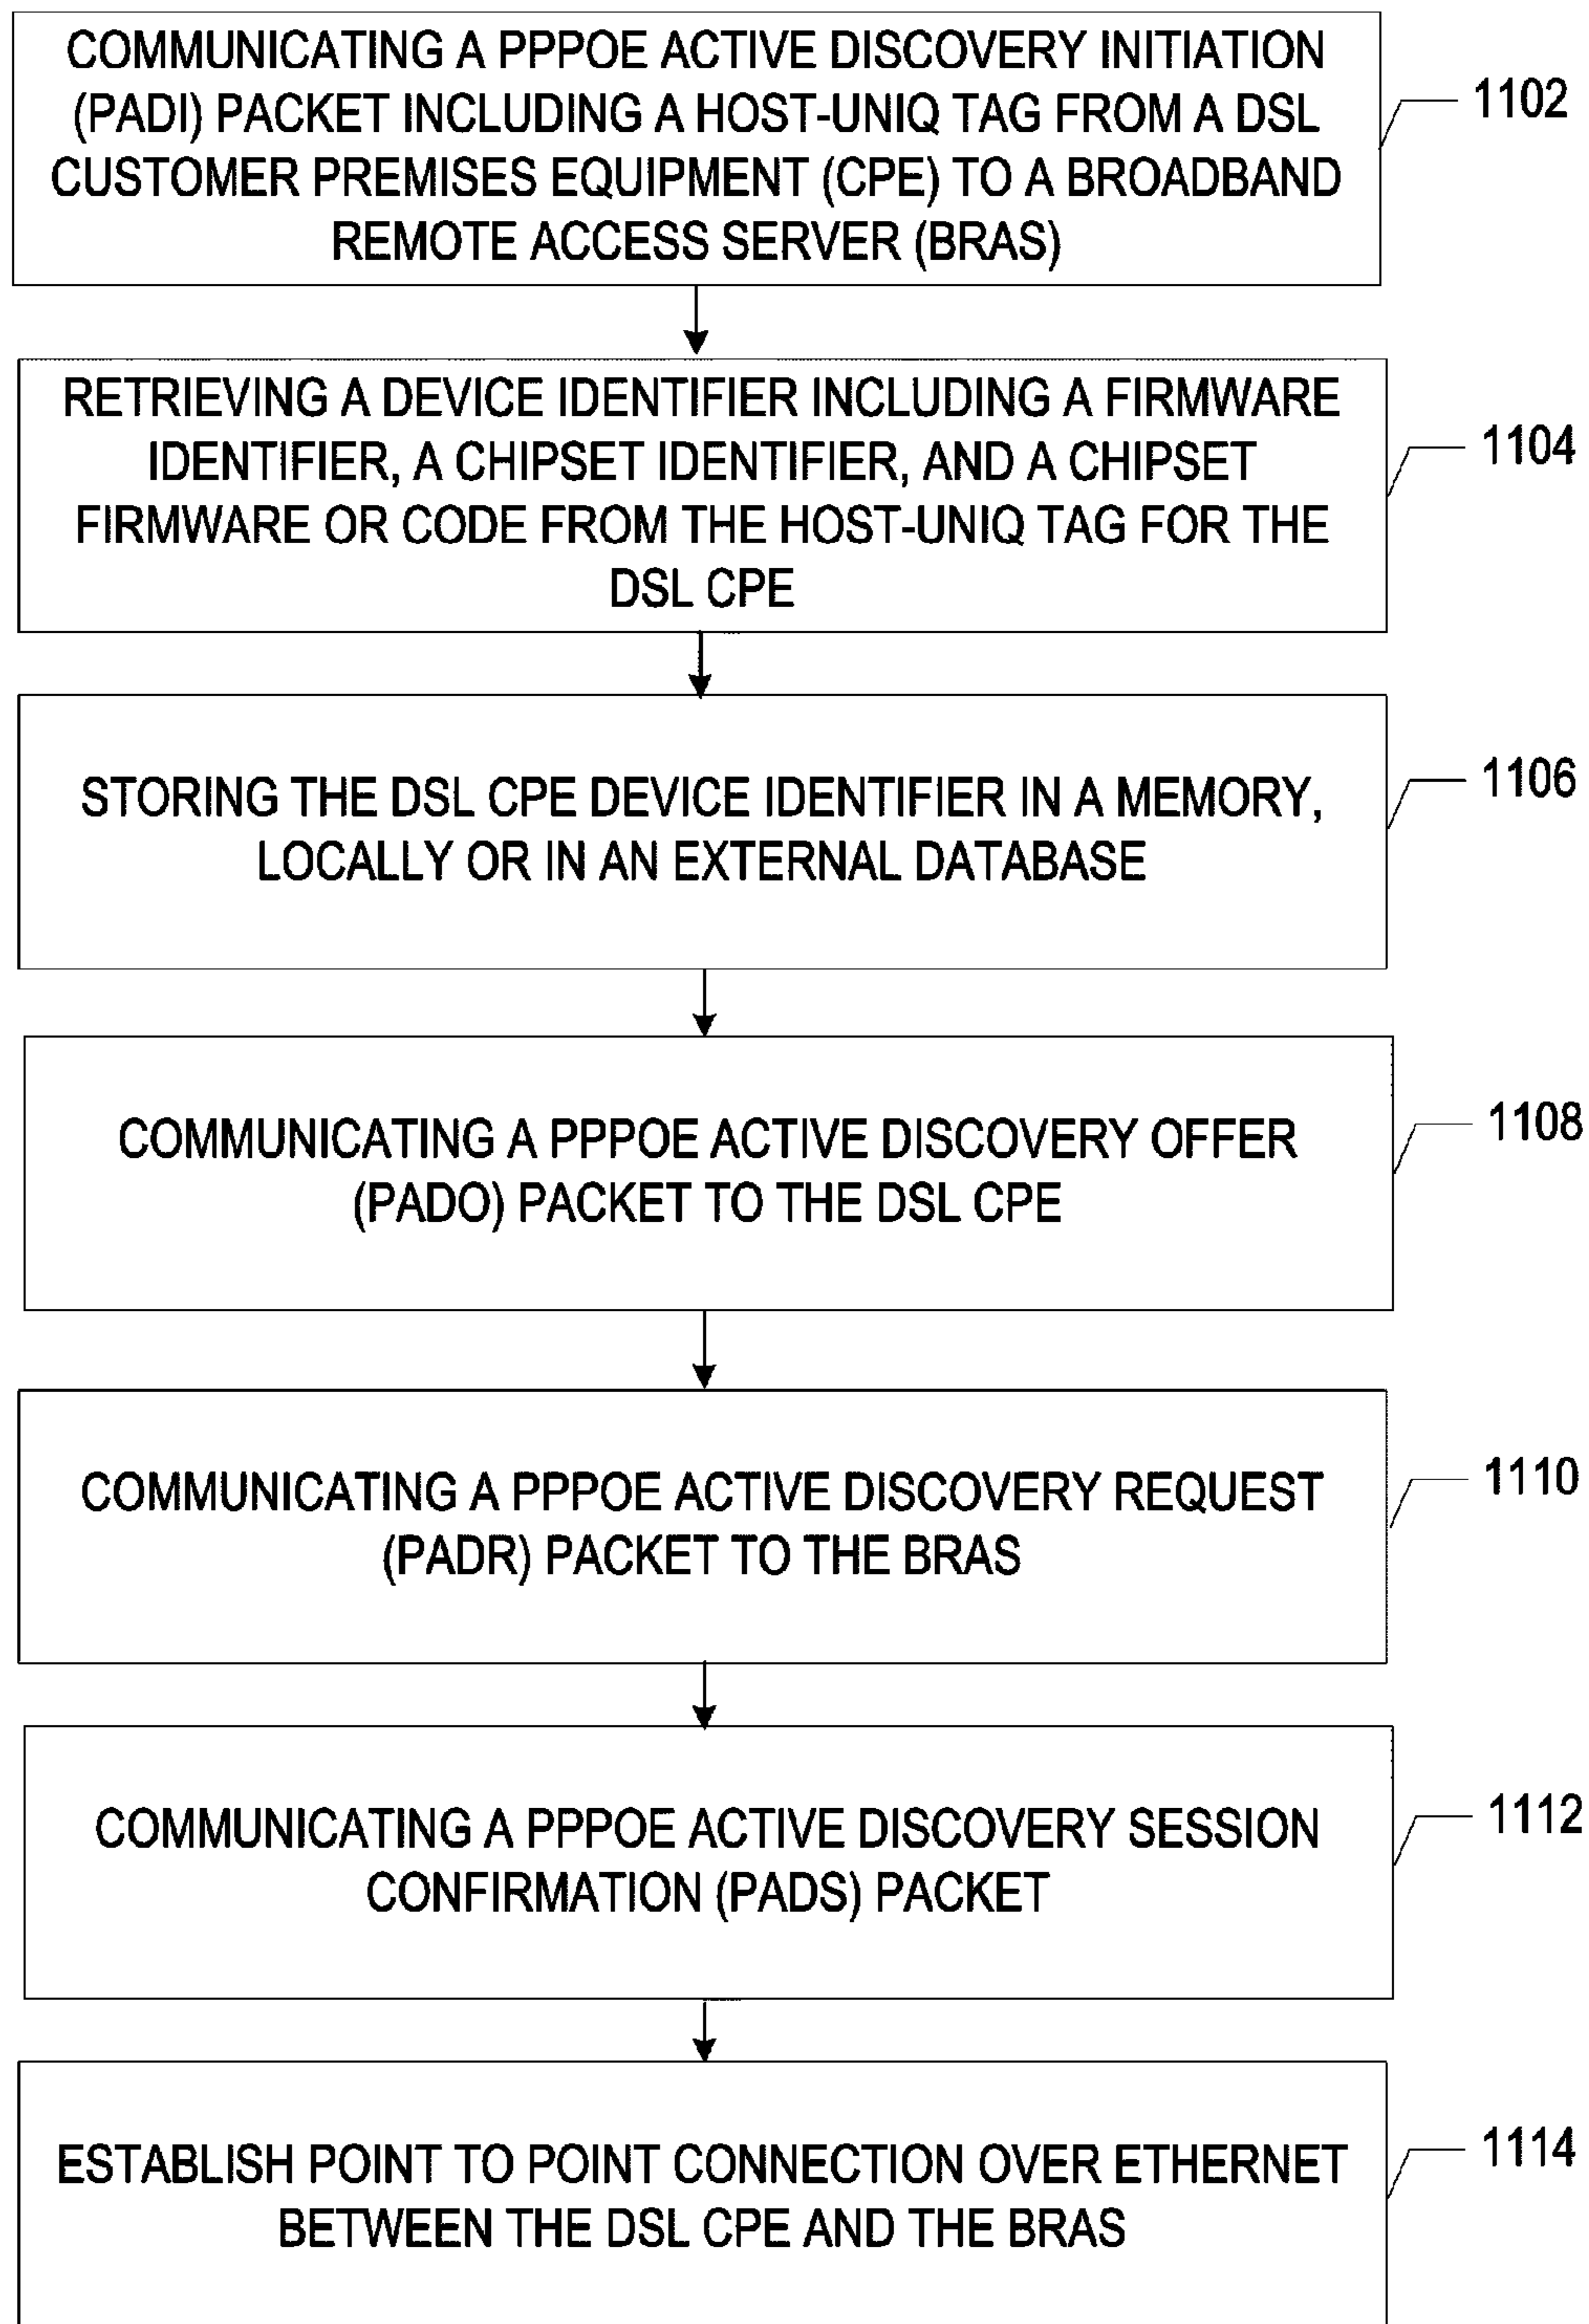 COMMUNICATING A PPPOE ACTIVE DISCOVERY INITIATION
(PADI) PACKET INCLUDING A HOST-UNIQ TAG FROM A DSL
CUSTOMER PREMISES EQUIPMENT (CPE) TO A BROADBAND
REMOTE ACCESS SERVER (BRAS)
1102
RETRIEVING A DEVICE IDENTIFIER INCLUDING A FIRMWARE
IDENTIFIER, A CHIPSET IDENTIFIER, AND A CHIPSET
FIRMWARE OR CODE FROM THE HOST-UNIQ TAG FOR THE
DSL CPE
1104
STORING THE DSL CPE DEVICE IDENTIFIER IN A MEMORY,
LOCALLY OR IN AN EXTERNAL DATABASE
1106
COMMUNICATING A PPPOE ACTIVE DISCOVERY OFFER
(PADO) PACKET TO THE DSL CPE
1108
COMMUNICATING A PPPOE ACTIVE DISCOVERY REQUEST
(PADR) PACKET TO THE BRAS
1110
COMMUNICATING A PPPOE ACTIVE DISCOVERY SESSION
CONFIRMATION (PADS) PACKET
1112
ESTABLISH POINT TO POINT CONNECTION OVER ETHERNET
BETWEEN THE DSL CPE AND THE BRAS
1114